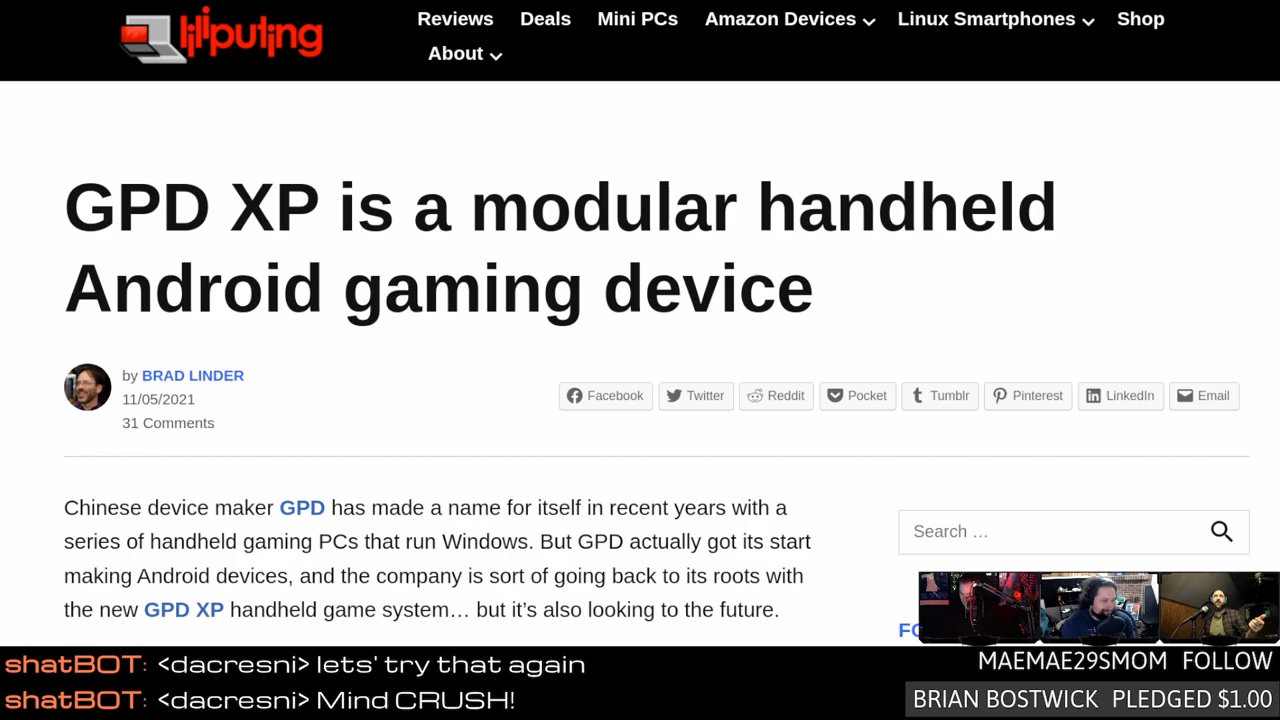 liliputing
Reviews Deals Mini PCs Amazon Devices Linux Smartphones Shop
About
GPD XP is a modular handheld
Android gaming device
by BRAD LINDER
11/05/2021
31 Comments
Facebook Twitter Reddit Pocket Tumblr Pinterest LinkedIn Email
Chinese device maker GPD has made a name for itself in recent years with a
series of handheld gaming PCs that run Windows. But GPD actually got its start
making Android devices, and the company is sort of going back to its roots with
the new GPD XP handheld game system… but it's also looking to the future.
Search …
FO
shatBOT: <dacresni> lets' try that again
shatBOT: <dacresni> Mind CRUSH!
MAEMAE29SMOM FOLLOW
BRIAN BOSTWICK PLEDGED $1.00